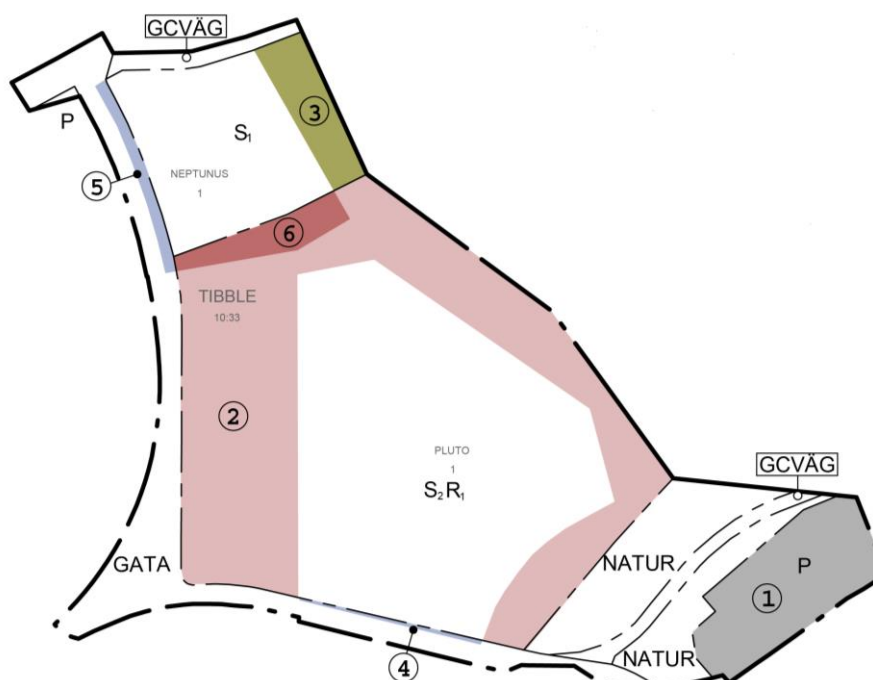 GCVÄG
P
3
S₁
5
NEPTUNUS
1
6
TIBBLE
10:33
2
PLUTO
1
S₂R₁
GCVÄG
GATA
NATUR
P
1
NATUR
4